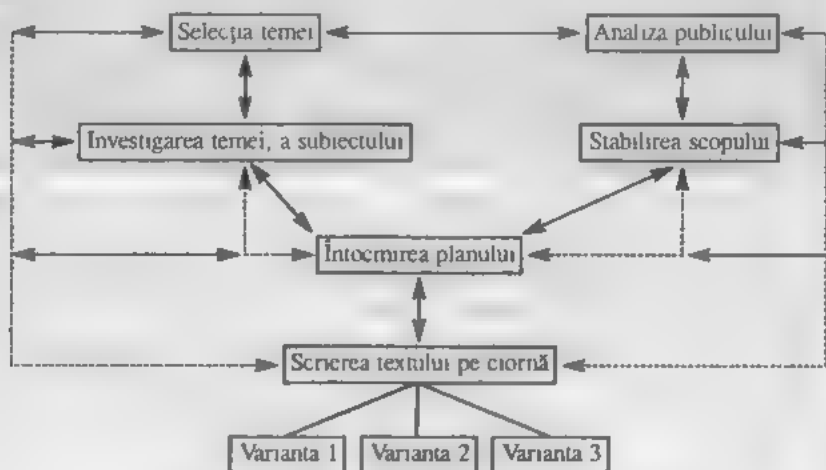 Selecția temei
Analiza publicului
Investigarea temei, a subiectului
Stabilirea scopului
Întocmirea planului
Scrierea textului pe ciornă
Varianta 1
Varianta 2
Varianta 3